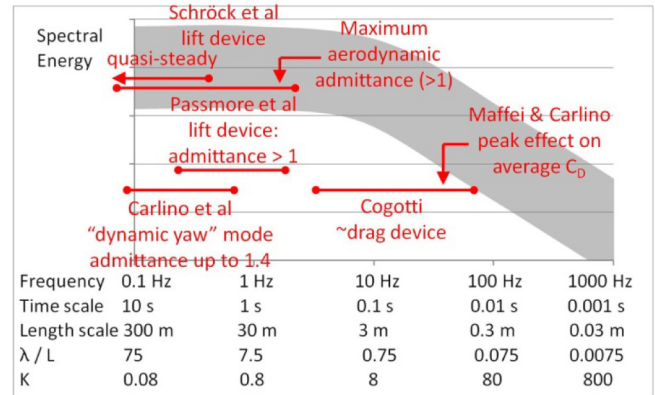 Spectral
Energy
Schröck et al
lift device
quasi-steady
Maximum
aerodynamic
admittance (>1)
Passmore et al
lift device:
admittance > 1
Maffei & Carlino
peak effect on
average C_D
Carlino et al
“dynamic yaw” mode
admittance up to 1.4
Cogotti
~drag device
Frequency 0.1 Hz 1 Hz 10 Hz 100 Hz 1000 Hz
Time scale 10 s 1 s 0.1 s 0.01 s 0.001 s
Length scale 300 m 30 m 3 m 0.3 m 0.03 m
λ / L 75 7.5 0.75 0.075 0.0075
K 0.08 0.8 8 80 800